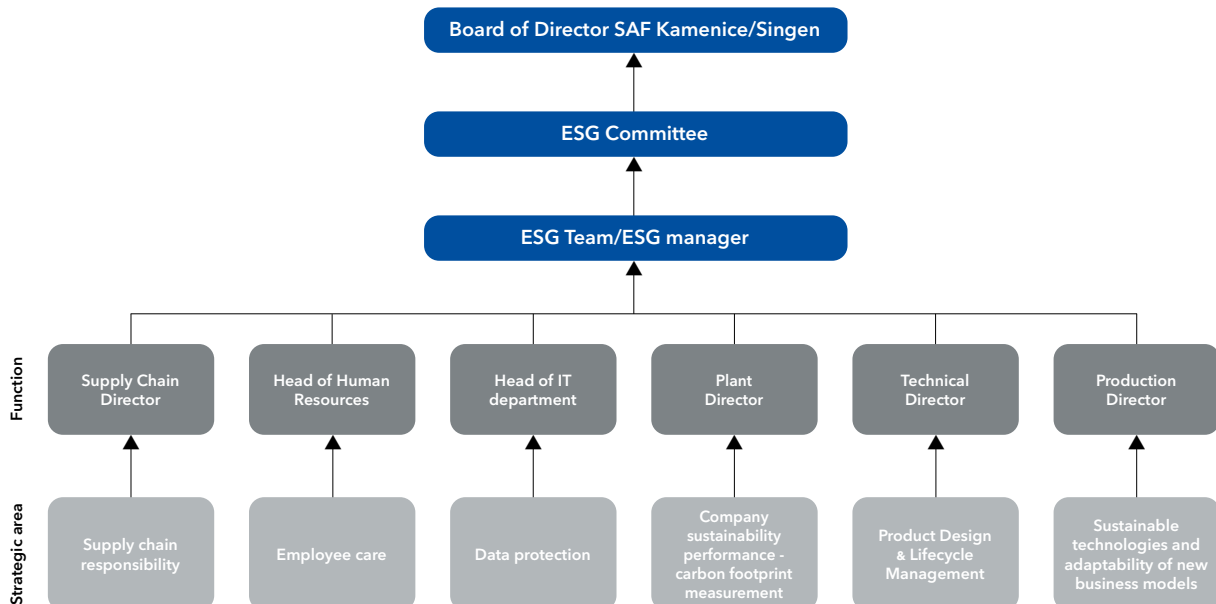 Board of Director SAF Kamenice/Singen
ESG Committee
ESG Team/ESG manager
Function
Supply Chain
Director
Head of Human
Resources
Head of IT
department
Plant
Director
Technical
Director
Production
Director
Strategic area
Supply chain
responsibility
Employee care
Data protection
Company
sustainability
performance -
carbon footprint
measurement
Product Design
& Lifecycle
Management
Sustainable
technologies and
adaptability of new
business models